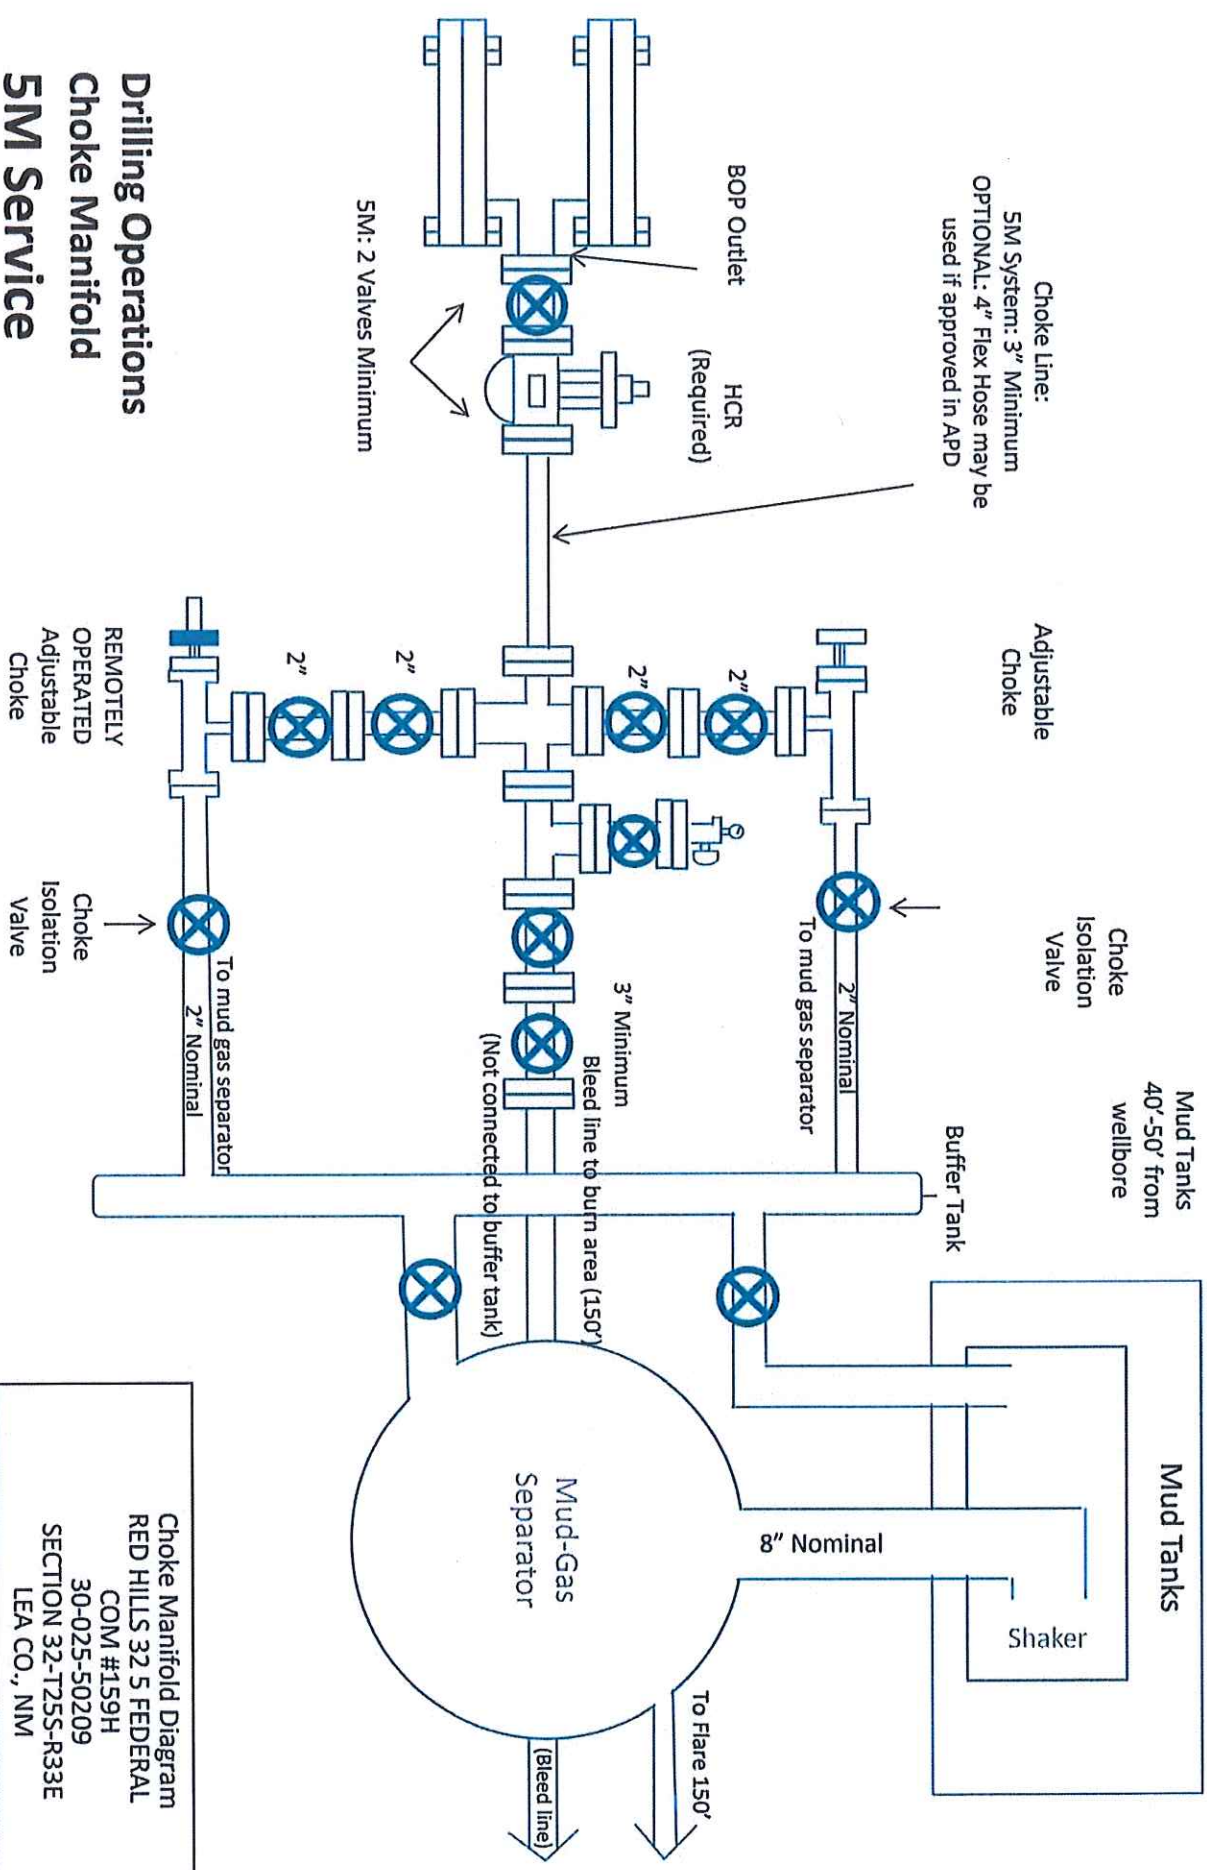 Mud Tanks
40'-50' from
wellbore
Mud Tanks
Shaker
Choke Line:
5M System: 3" Minimum
OPTIONAL: 4" Flex Hose may be
used if approved in APD
Adjustable
Choke
Choke
Isolation
Valve
Buffer Tank
8" Nominal
2" Nominal
To mud gas separator
BOP Outlet
HCR
(Required)
2"
2"
To Flare 150'
3" Minimum
Bleed line to burn area (150')
(Not connected to buffer tank)
Mud-Gas
Separator
(Bleed line)
5M: 2 Valves Minimum
2"
2"
To mud gas separator
2" Nominal
REMOTELY
OPERATED
Adjustable
Choke
Choke
Isolation
Valve
Drilling Operations
Choke Manifold
5M Service
Choke Manifold Diagram
RED HILLS 32 5 FEDERAL
COM #159H
30-025-50209
SECTION 32-T25S-R33E
LEA CO., NM